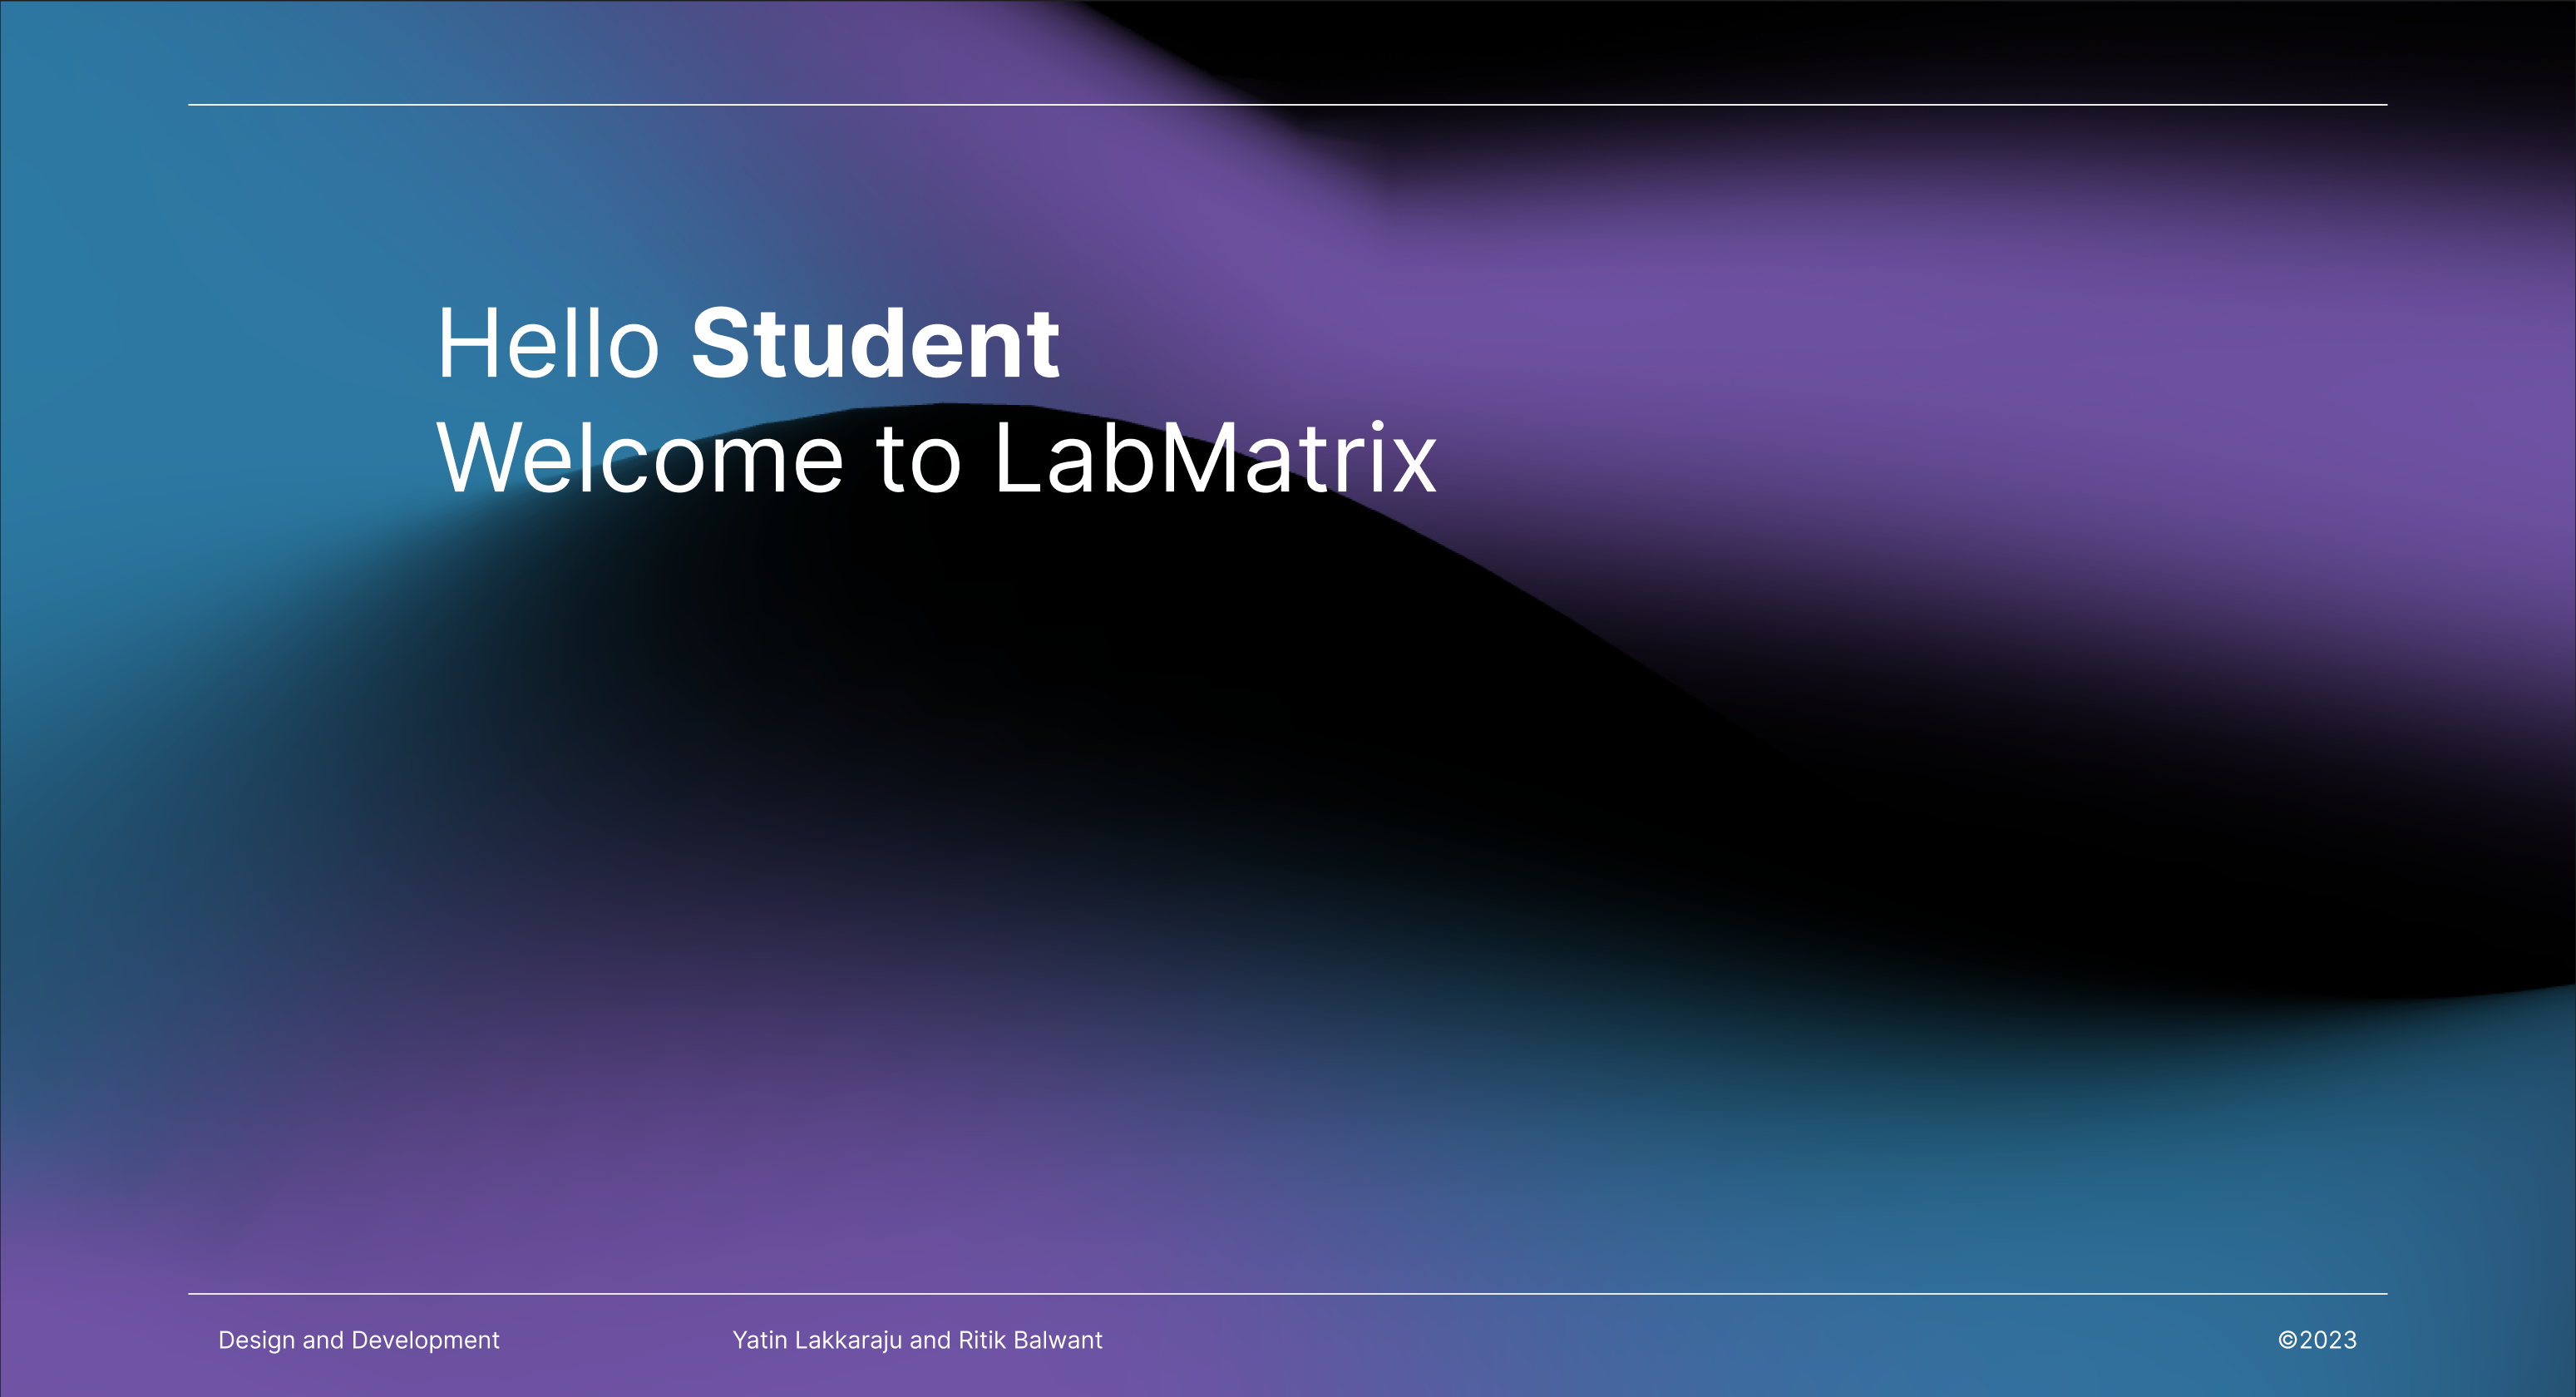 Hello Student
Welcome to LabMatrix
Design and Development
Yatin Lakkaraju and Ritik Balwant
©2023